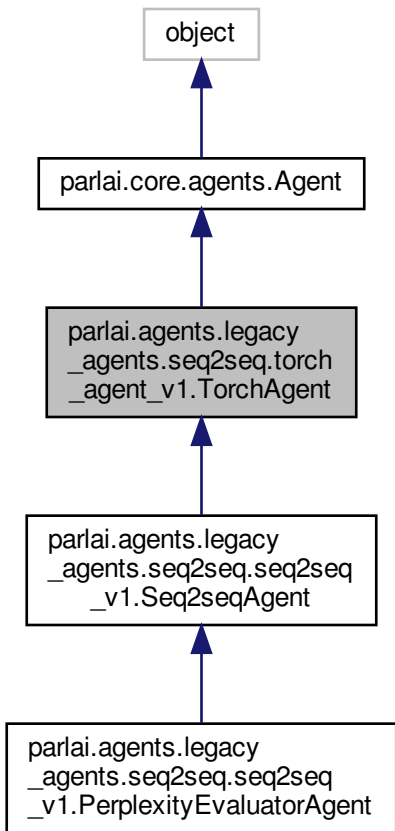 object
parlai.core.agents.Agent
parlai.agents.legacy
_agents.seq2seq.torch
_agent_v1.TorchAgent
parlai.agents.legacy
_agents.seq2seq.seq2seq
_v1.Seq2seqAgent
parlai.agents.legacy
_agents.seq2seq.seq2seq
_v1.PerplexityEvaluatorAgent